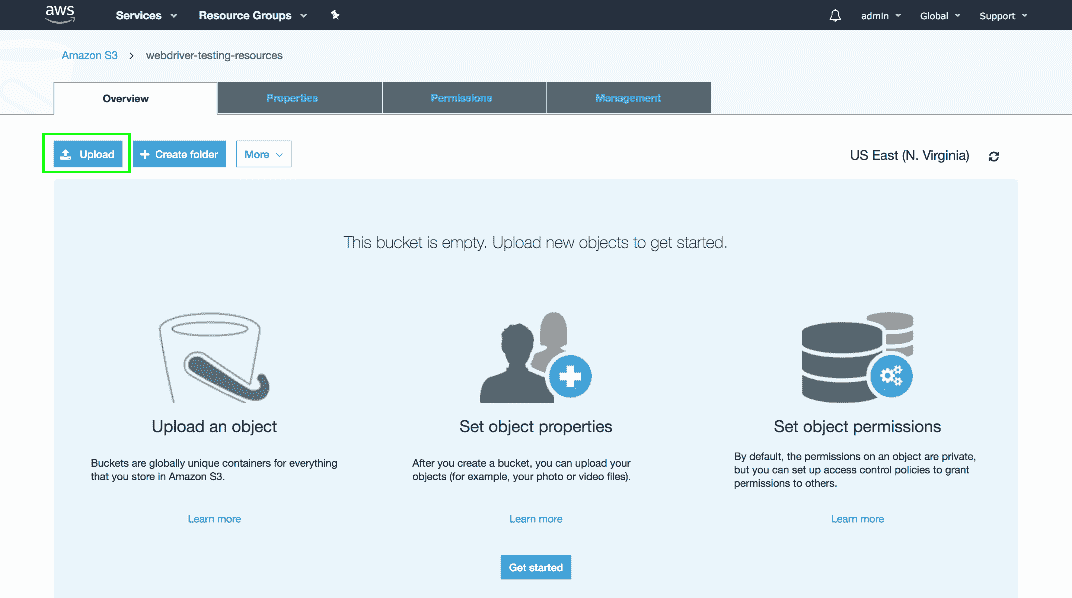 aws Services Resource Groups admin Global Support
Amazon S3 > webdriver-testing-resources
Overview Properties Permissions Management
Upload Create folder More US East (N. Virginia)
This bucket is empty. Upload new objects to get started.
Upload an object
Buckets are globally unique containers for everything
that you store in Amazon S3.
Learn more
Set object properties
After you create a bucket, you can upload your
objects (for example, your photo or video files).
Learn more
Set object permissions
By default, the permissions on an object are private,
but you can set up access control policies to grant
permissions to others.
Learn more
Get started